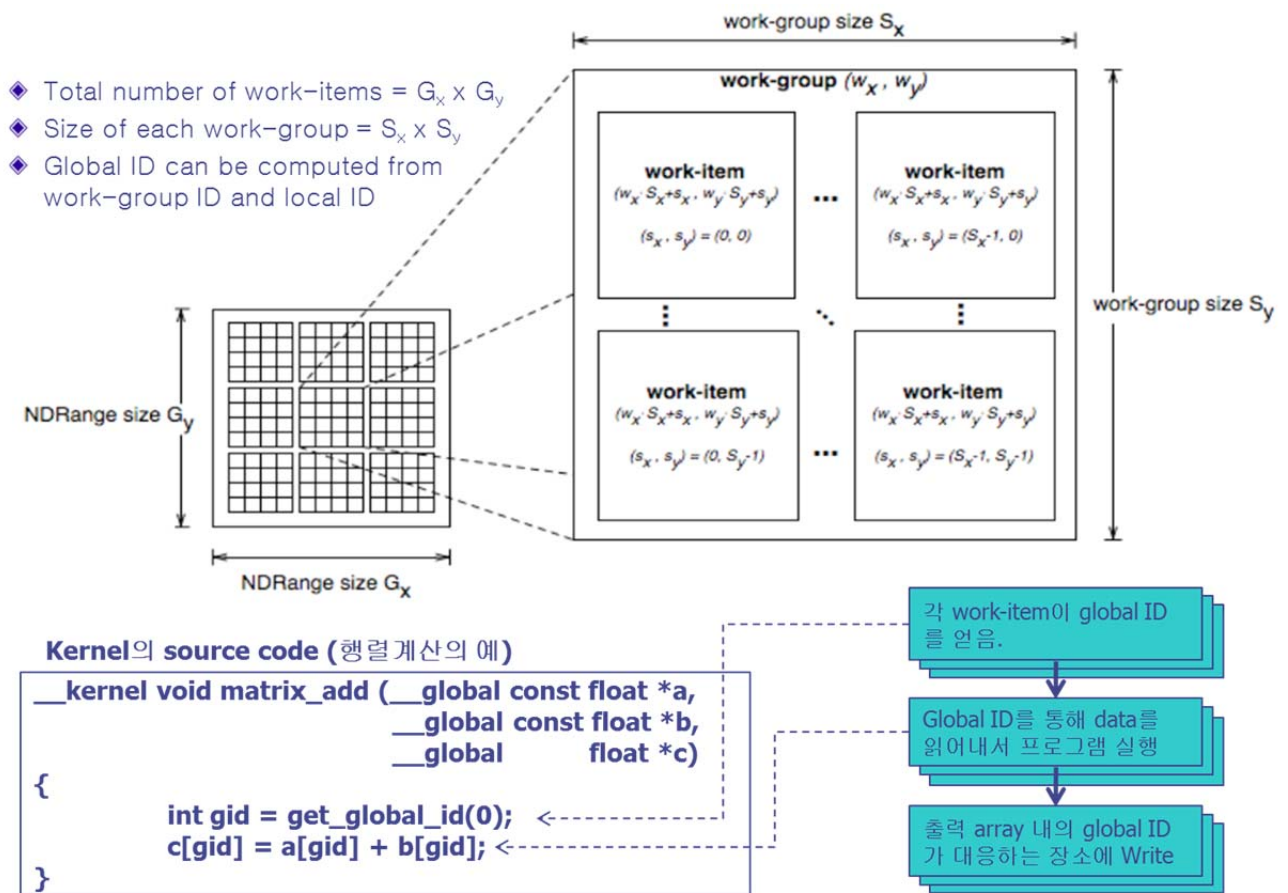 work-group size Sx
◆ Total number of work-items = Gx x Gy
◆ Size of each work-group = Sx x Sy
◆ Global ID can be computed from
work-group ID and local ID
work-group (wx , wy)
work-item
(wx· Sx+sx , wy· Sy+sy)
(sx , sy) = (0, 0)
...
work-item
(wx· Sx+sx , wy· Sy+sy)
(sx , sy) = (Sx-1, 0)
work-group size Sy
work-item
(wx· Sx+sx , wy· Sy+sy)
(sx , sy) = (0, Sy-1)
...
work-item
(wx· Sx+sx , wy· Sy+sy)
(sx , sy) = (Sx-1, Sy-1)
NDRange size Gy
NDRange size Gx
Kernel의 source code (행렬계산의 예)
__kernel void matrix_add (__global const float *a,
__global const float *b,
__global float *c)
{
int gid = get_global_id(0);
c[gid] = a[gid] + b[gid];
}
각 work-item이 global ID
를 얻음.
Global ID를 통해 data를
읽어내서 프로그램 실행
출력 array 내의 global ID
가 대응하는 장소에 Write